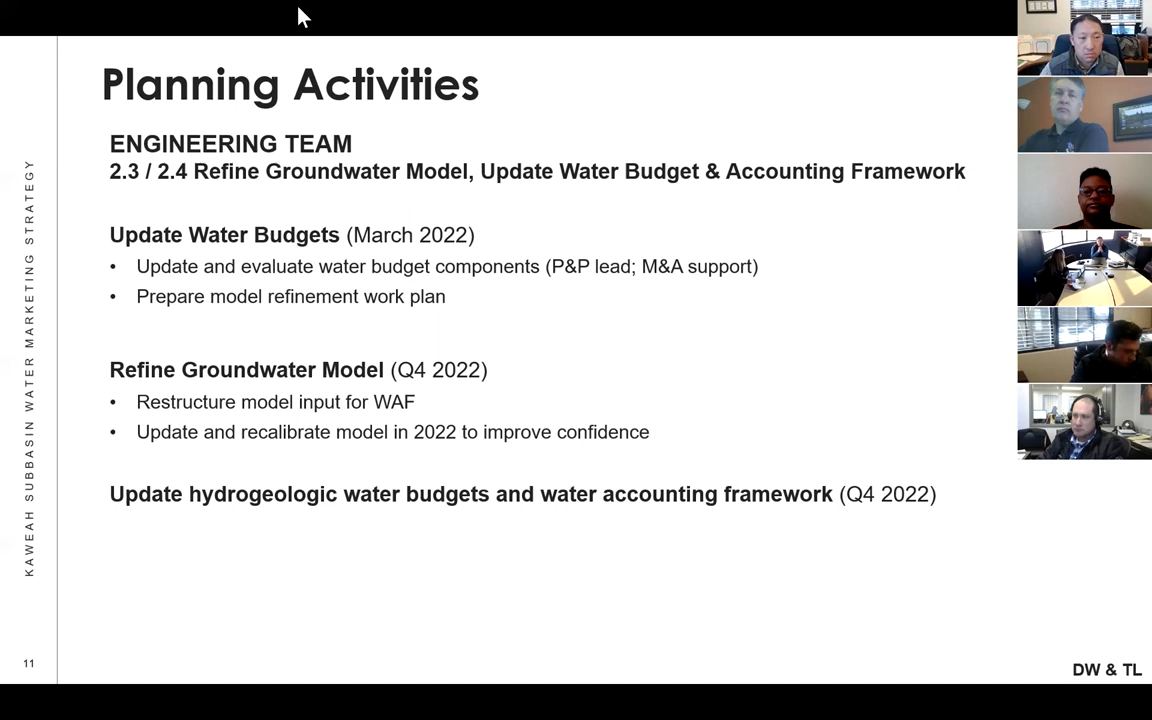 Planning Activities
ENGINEERING TEAM
2.3 / 2.4 Refine Groundwater Model, Update Water Budget & Accounting Framework
Update Water Budgets (March 2022)
• Update and evaluate water budget components (P&P lead; M&A support)
• Prepare model refinement work plan
Refine Groundwater Model (Q4 2022)
• Restructure model input for WAF
• Update and recalibrate model in 2022 to improve confidence
Update hydrogeologic water budgets and water accounting framework (Q4 2022)
KAWEAH SUBBASIN WATER MARKETING STRATEGY
11
DW & TL